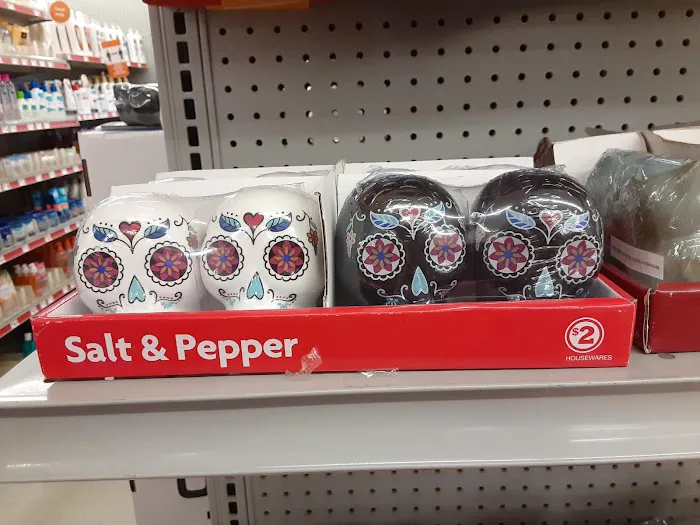 Salt & Pepper
$2
HOUSEWARES